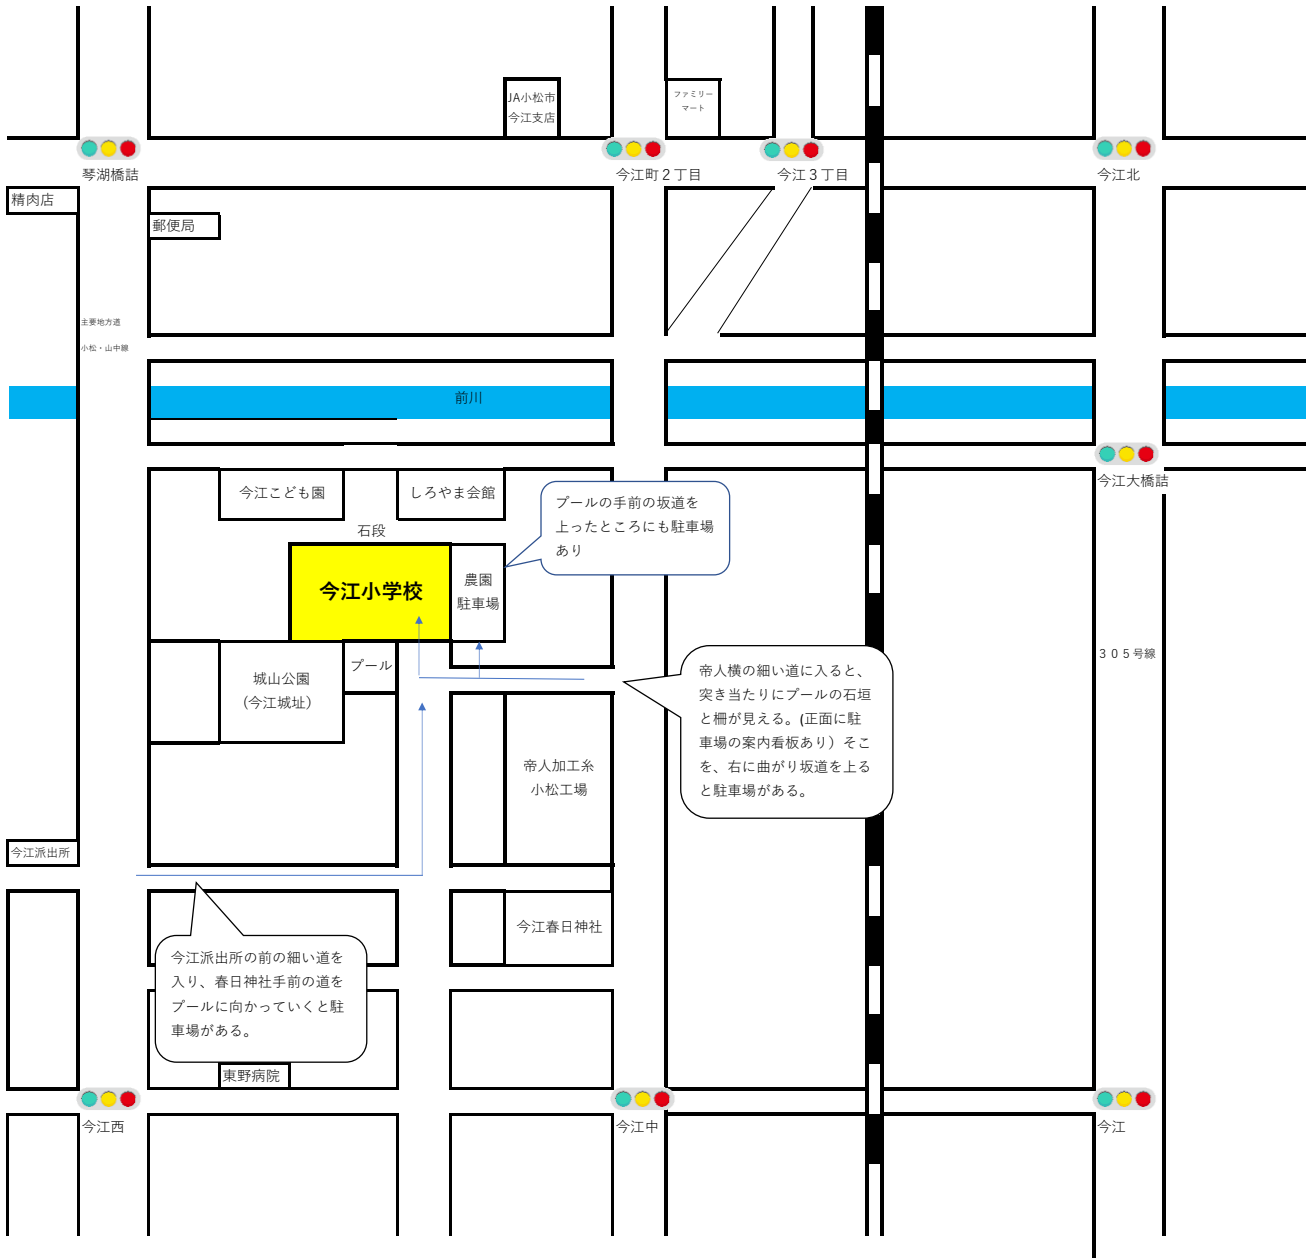 JA小松市
今江支店
ファミリー
マート
琴湖橋詰
今江町２丁目
今江３丁目
今江北
精肉店
郵便局
主要地方道
小松・山中線
前川
今江大橋詰
今江こども園
しろやま会館
プールの手前の坂道を
上ったところにも駐車場
あり
石段
今江小学校
農園
駐車場
プール
城山公園
（今江城址）
３０５号線
帝人横の細い道に入ると、
突き当たりにプールの石垣
と柵が見える。(正面に駐
車場の案内看板あり）そこ
を、右に曲がり坂道を上る
と駐車場がある。
帝人加工糸
小松工場
今江派出所
今江春日神社
今江派出所の前の細い道を
入り、春日神社手前の道を
プールに向かっていくと駐
車場がある。
東野病院
今江西
今江中
今江